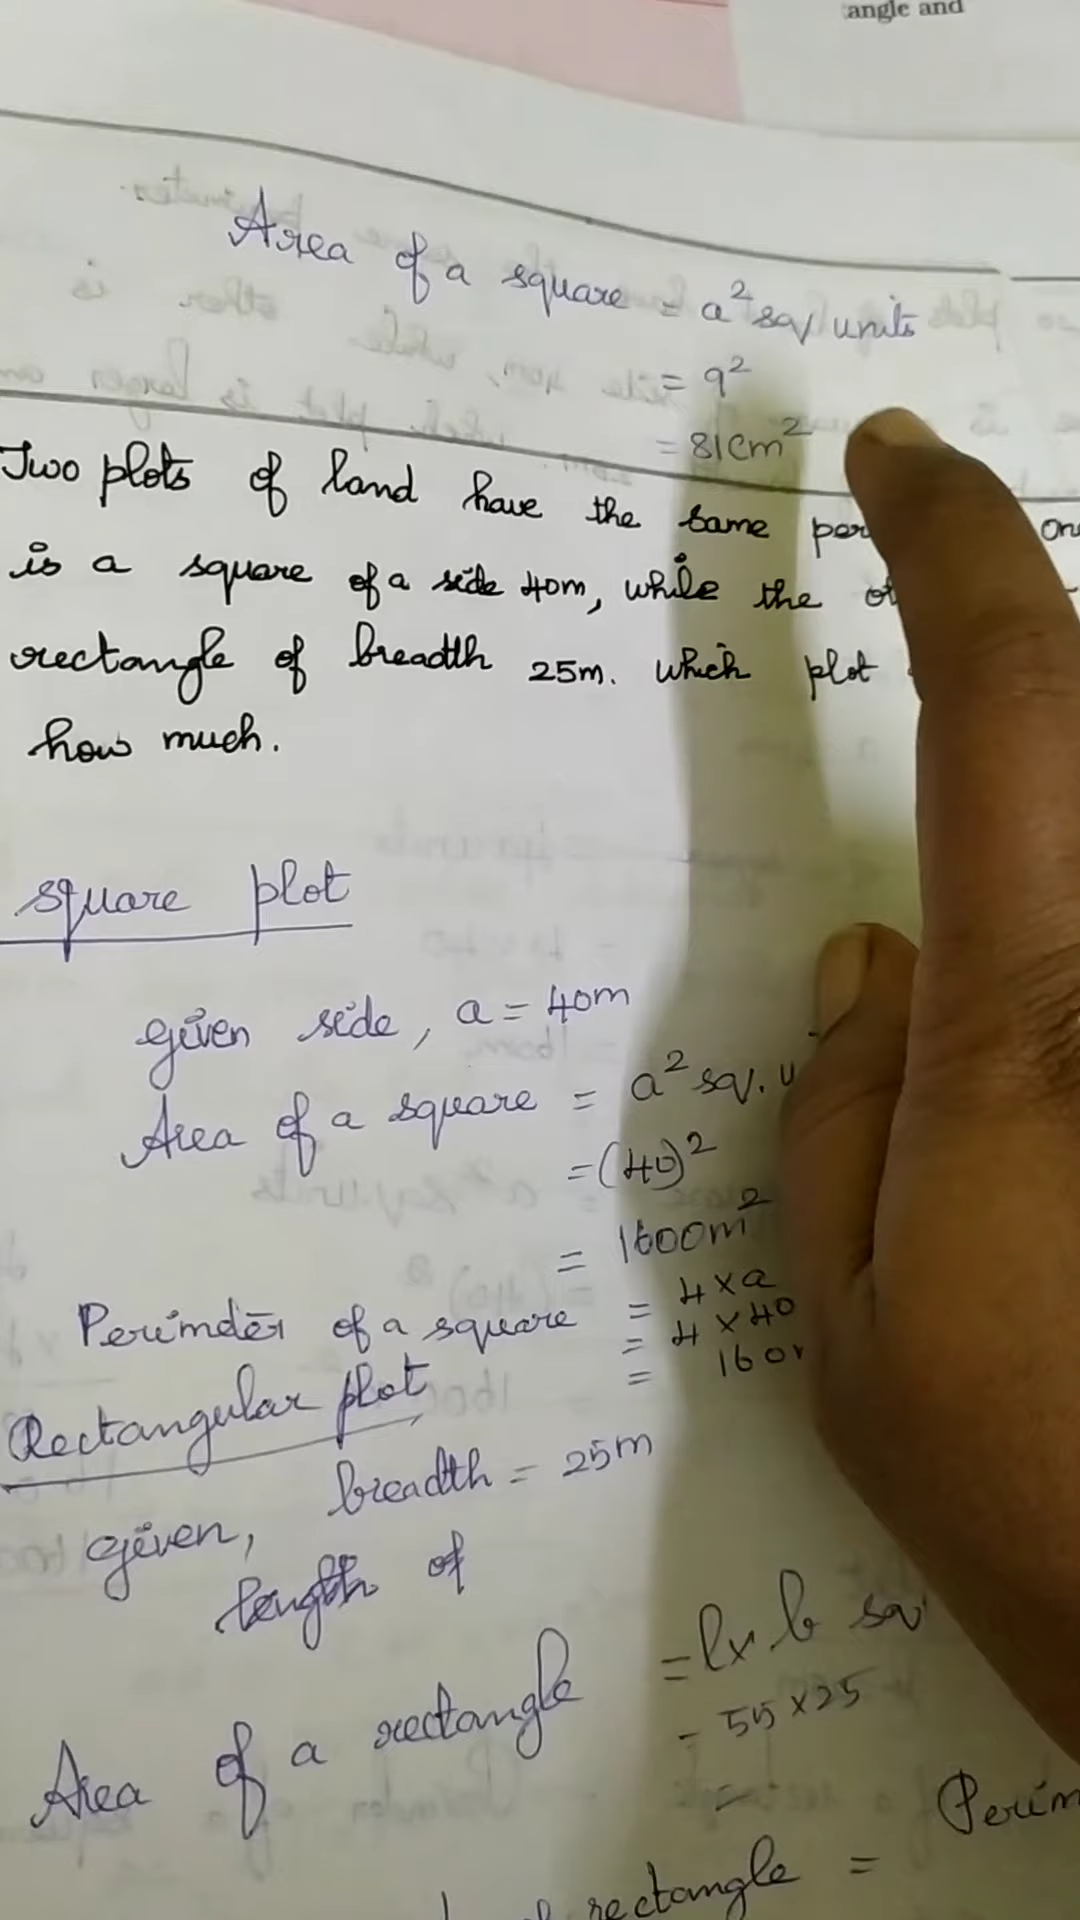 angle and
Area of a square = a² sq units
= 9²
= 81cm²
Two plots of land have the same
is a square of a side 40m, while the
rectangle of breadth 25m. which plot
how much.
square plot
given side, a = 40m
Area of a square = a² sq.
= (40)²
= 1600m²
Perimeter of a square = 4 × a
= 4 × 40
= 160
Rectangular plot
given, breadth = 25m
length of
Area of a rectangle = l × b sq
= 55 × 25
rectangle =